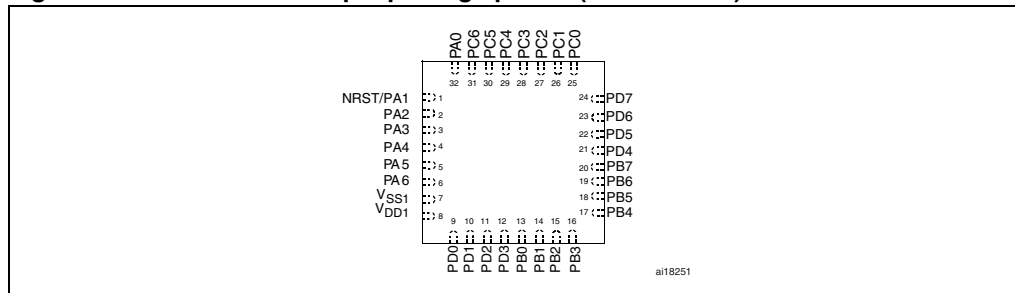 PA0 PC6 PC5 PC4 PC3 PC2 PC1 PC0
32 31 30 29 28 27 26 25
NRST/PA1 1
PA2 2
PA3 3
PA4 4
PA5 5
PA6 6
VSS1 7
VDD1 8
24 PD7
23 PD6
22 PD5
21 PD4
20 PB7
19 PB6
18 PB5
17 PB4
9 10 11 12 13 14 15 16
PD0 PD1 PD2 PD3 PB0 PB1 PB2 PB3
ai18251